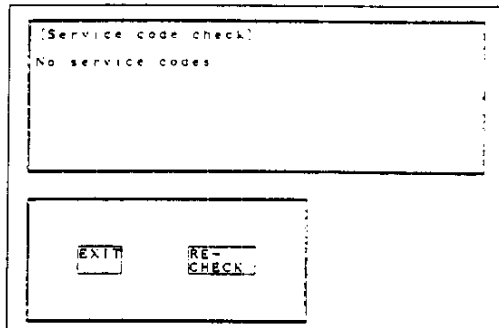 [Service code check]
No service codes
EXIT
RE-
CHECK